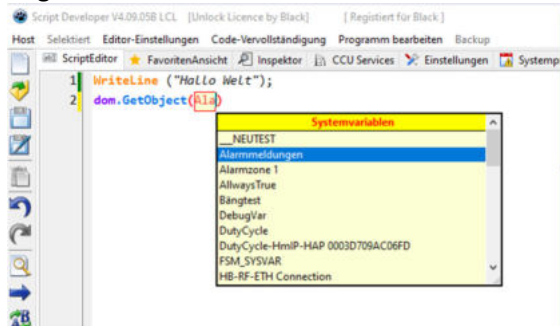 Script Developer V4.09.05B LCL [Unlock Licence by Black] [ Registiert für Black ]
Host Selektiert Editor-Einstellungen Code-Vervollständigung Programm bearbeiten Backup
ScriptEditor FavoritenAnsicht Inspektor CCU Services Einstellungen Systemp
1 WriteLine ("Hallo Welt");
2 dom.GetObject(Ala)
Systemvariablen
__NEUTEST
Alarmmeldungen
Alarmzone 1
AllwaysTrue
Bängtest
DebugVar
DutyCycle
DutyCycle-HmIP-HAP 0003D709AC06FD
FSM_SYSVAR
HB-RF-ETH Connection